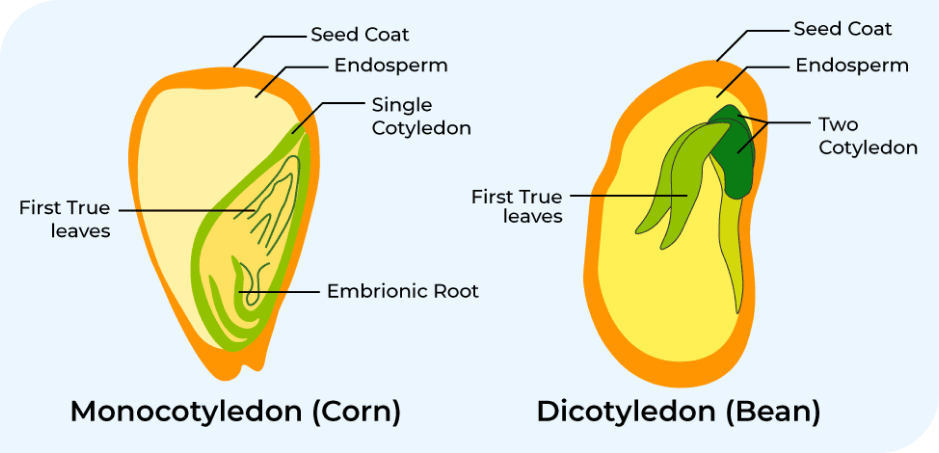 Seed Coat
Endosperm
Single
Cotyledon
First True
leaves
Embrionic Root
Monocotyledon (Corn)
Seed Coat
Endosperm
Two
Cotyledon
First True
leaves
Dicotyledon (Bean)